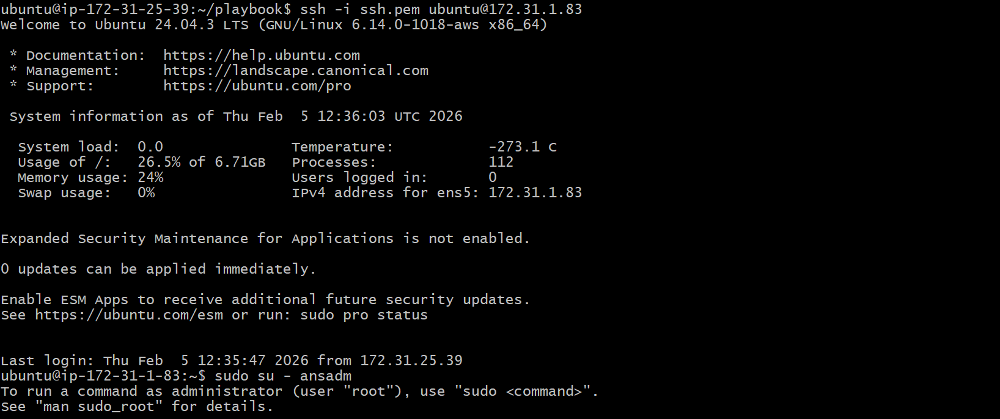 ubuntu@ip-172-31-25-39:~/playbook$ ssh -i ssh.pem ubuntu@172.31.1.83
Welcome to Ubuntu 24.04.3 LTS (GNU/Linux 6.14.0-1018-aws x86_64)

 * Documentation:  https://help.ubuntu.com
 * Management:     https://landscape.canonical.com
 * Support:        https://ubuntu.com/pro

 System information as of Thu Feb  5 12:36:03 UTC 2026

  System load:  0.0               Temperature:           -273.1 C
  Usage of /:   26.5% of 6.71GB   Processes:             112
  Memory usage: 24%               Users logged in:       0
  Swap usage:   0%                IPv4 address for ens5: 172.31.1.83

Expanded Security Maintenance for Applications is not enabled.

0 updates can be applied immediately.

Enable ESM Apps to receive additional future security updates.
See https://ubuntu.com/esm or run: sudo pro status

Last login: Thu Feb  5 12:35:47 2026 from 172.31.25.39
ubuntu@ip-172-31-1-83:~$ sudo su - ansadm
To run a command as administrator (user "root"), use "sudo <command>".
See "man sudo_root" for details.